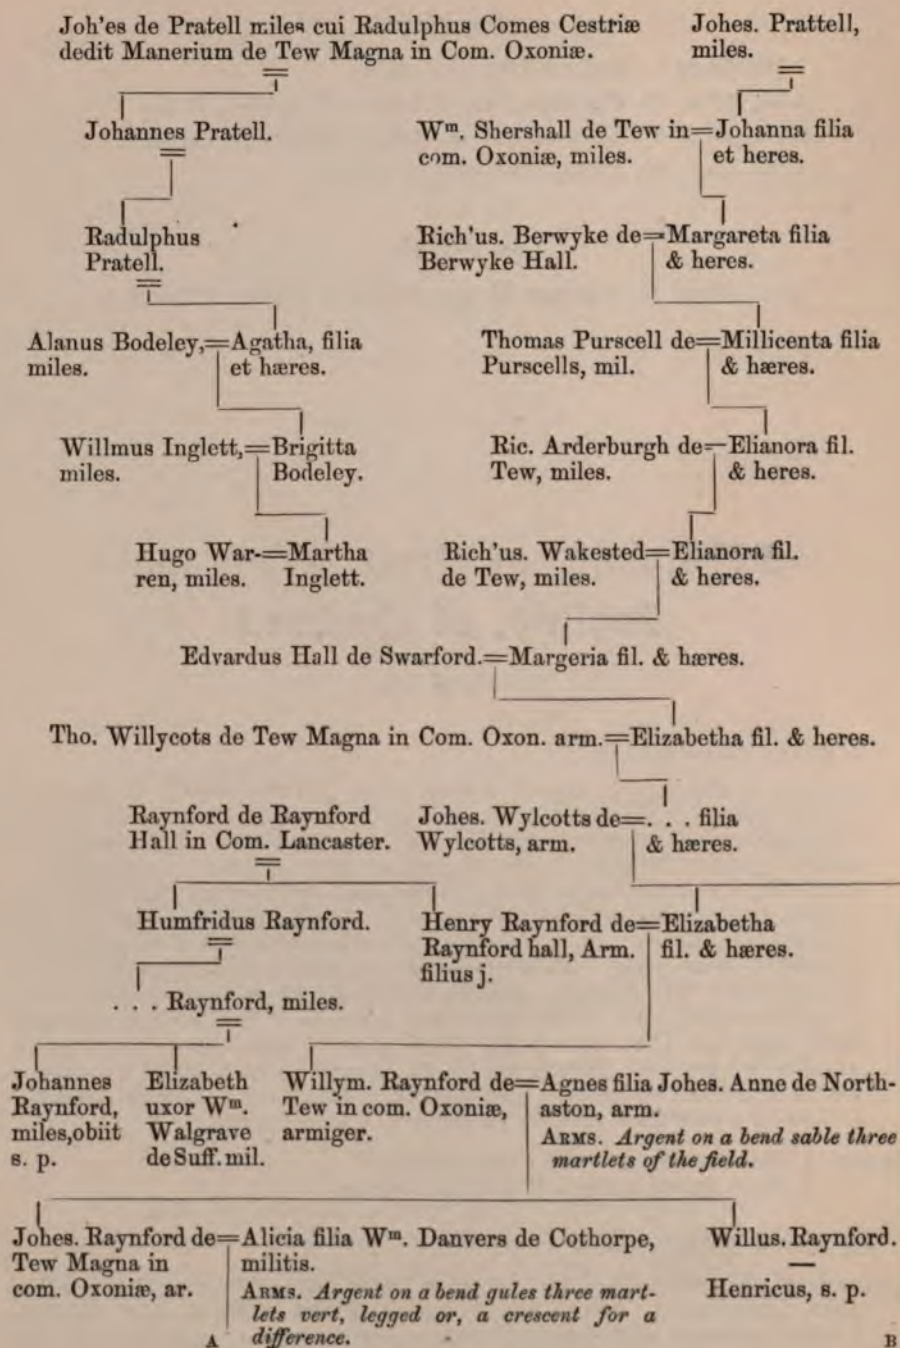 Joh'es de Pratell miles cui Radulphus Comes Cestriæ
dedit Manerium de Tew Magna in Com. Oxoniæ.
Johes. Prattell,
miles.
Johannes Pratell.
Wᵐ. Shershall de Tew in=Johanna filia
com. Oxoniæ, miles. et heres.
Radulphus
Pratell.
Rich'us. Berwyke de=Margareta filia
Berwyke Hall. & heres.
Alanus Bodeley,=Agatha, filia
miles. et hæres.
Thomas Purscell de=Millicenta filia
Purscells, mil. & hæres.
Willmus Inglett,=Brigitta
miles. Bodeley.
Ric. Arderburgh de=Elianora fil.
Tew, miles. & heres.
Hugo War-=Martha
ren, miles. Inglett.
Rich'us. Wakested=Elianora fil.
de Tew, miles. & heres.
Edvardus Hall de Swarford.=Margeria fil. & hæres.
Tho. Willycots de Tew Magna in Com. Oxon. arm.=Elizabetha fil. & heres.
Raynford de Raynford
Hall in Com. Lancaster.
Johes. Wylcotts de=. . . filia
Wylcotts, arm. & hæres.
Humfridus Raynford.
Henry Raynford de=Elizabetha
Raynford hall, Arm. fil. & hæres.
filius j.
. . . Raynford, miles.
Johannes
Raynford,
miles, obiit
s. p.
Elizabeth
uxor Wᵐ.
Walgrave
de Suff. mil.
Willym. Raynford de=Agnes filia Johes. Anne de North-
Tew in com. Oxoniæ, aston, arm.
armiger. ARMS. Argent on a bend sable three
martlets of the field.
Johes. Raynford de=Alicia filia Wᵐ. Danvers de Cothorpe,
Tew Magna in militis.
com. Oxoniæ, ar. ARMS. Argent on a bend gules three mart-
lets vert, legged or, a crescent for a
difference.
Willus. Raynford.
—
Henricus, s. p.
A B